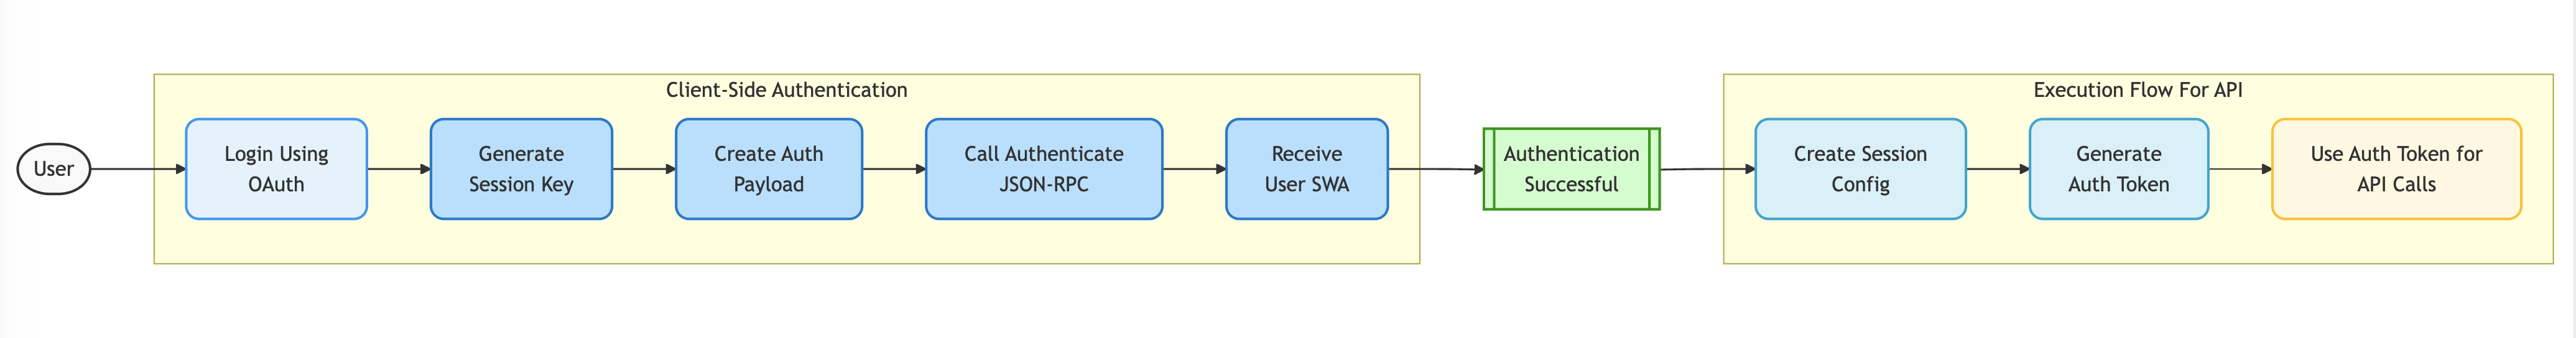 Client-Side Authentication
Execution Flow For API
User
Login Using
OAuth
Generate
Session Key
Create Auth
Payload
Call Authenticate
JSON-RPC
Receive
User SWA
Authentication
Successful
Create Session
Config
Generate
Auth Token
Use Auth Token for
API Calls